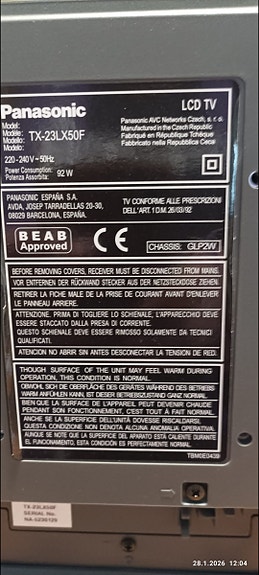 Panasonic
LCD TV
Model:
Modèle:
Modello:
Modelo:
TX-23LX50F
Panasonic AVC Networks Czech, s. r. o.
Manufactured in the Czech Republic
Fabriqué en République Tchèque
Fabbricato nella Repubblica Ceca
220-240V~50Hz
Power Consumption:
Potenza Assorbita:
92 W
PANASONIC ESPAÑA S.A.
AVDA, JOSEP TARRADELLAS 20-30,
08029 BARCELONA, ESPAÑA.
TV CONFORME ALLE PRESCRIZIONI
DELL'ART. 1 D.M. 26/03/92
BEAB
Approved
CE
CHASSIS: GLP2W
BEFORE REMOVING COVERS, RECEIVER MUST BE DISCONNECTED FROM MAINS.
VOR ENTFERNEN DER RÜCKWAND STECKER AUS DER NETZSTECKDOSE ZIEHEN!
RETIRER LA FICHE MALE DE LA PRISE DE COURANT AVANT D'ENLEVER
LE PANNEAU ARRIERE.
ATTENZIONE. PRIMA DI TOGLIERE LO SCHIENALE, L'APPARECCHIO DEVE
ESSERE STACCATO DALLA PRESA DI CORRENTE.
QUESTO SCHIENALE DEVE ESSERE RIMOSSO SOLAMENTE DA TECNICI
QUALIFICATI.
ATENCION NO ABRIR SIN ANTES DESCONECTAR LA TENSION DE RED.
THOUGH SURFACE OF THE UNIT MAY FEEL WARM DURING
OPERATION, THIS CONDITION IS NORMAL.
OBWOHL SICH DIE OBERFLÄCHE DES GERÄTES WÄHREND DES BETRIEBS
WARM ANFÜHLEN KANN, IST DIESER BETRIEBSZUSTAND GANZ NORMAL.
BIEN QUE LA SURFACE DE L'APPAREIL PEUT DEVENIR CHAUDE
PENDANT SON FONCTIONNEMENT, C'EST TOUT À FAIT NORMAL.
ANCHE SE LA SUPERFICIE DELL'UNITÀ DOVESSE RISCALDARSI,
QUESTA CONDIZIONE NON DENOTA ALCUNA ANOMALIA OPERATIVA.
AUNQUE SE NOTE QUE LA SUPERFICIE DEL APARATO ESTÁ CALIENTE DURANTE
EL FUNCIONAMIENTO, ESTA CONDICIÓN ES PERFECTAMENTE NORMAL.
TBM0E0439
TX-23LX50F
SERIAL No.
28.1.2026 12:04